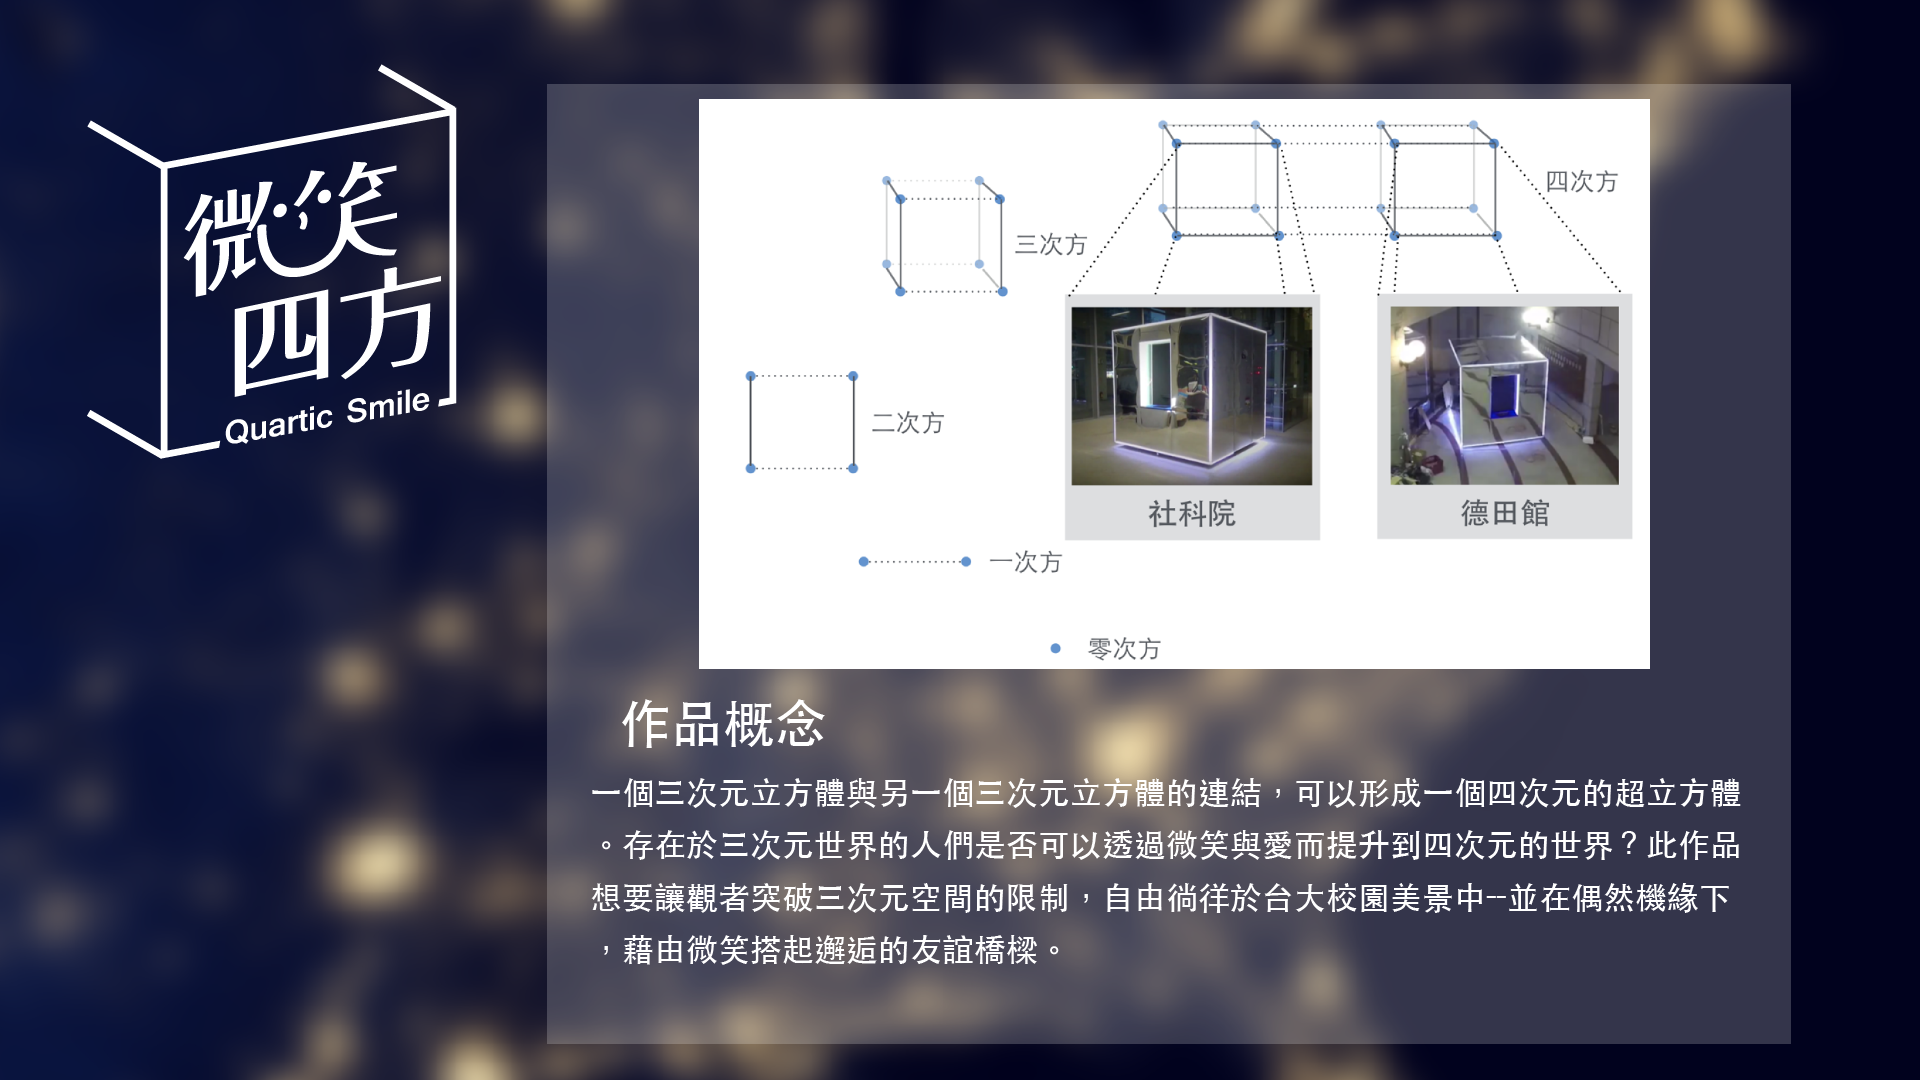 微笑
四方
Quartic Smile
四次方
三次方
二次方
社科院
德田館
一次方
零次方
作品概念
一個三次元立方體與另一個三次元立方體的連結，可以形成一個四次元的超立方體
。存在於三次元世界的人們是否可以透過微笑與愛而提升到四次元的世界？此作品
想要讓觀者突破三次元空間的限制，自由徜徉於台大校園美景中--並在偶然機緣下
，藉由微笑搭起邂逅的友誼橋樑。